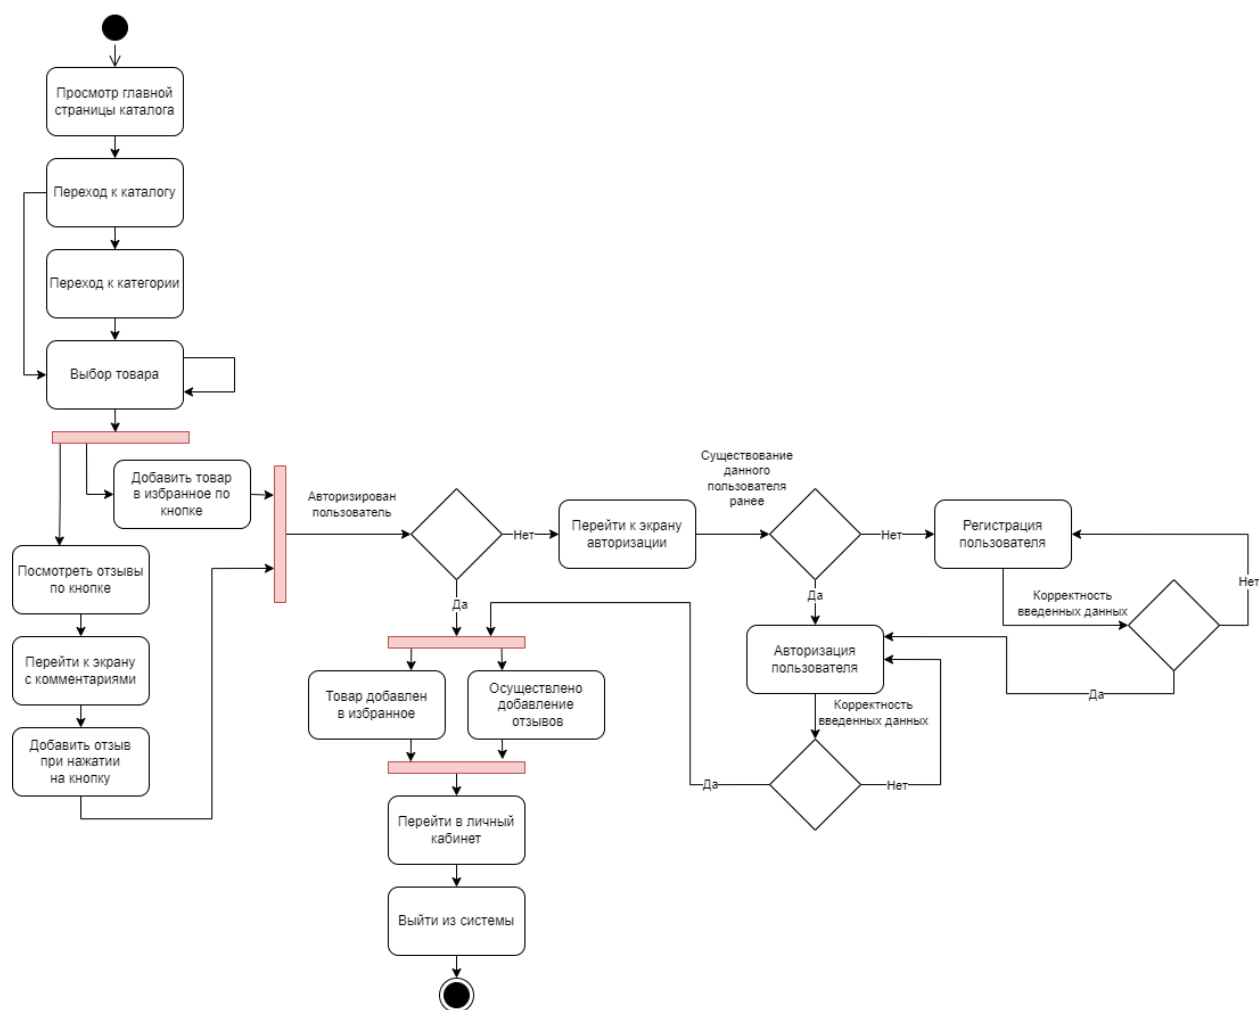 Просмотр главной
страницы каталога
Переход к каталогу
Переход к категории
Выбор товара
Добавить товар
в избранное по
кнопке
Посмотреть отзывы
по кнопке
Перейти к экрану
с комментариями
Добавить отзыв
при нажатии
на кнопку
Авторизирован
пользователь
Нет
Да
Перейти к экрану
авторизации
Существование
данного
пользователя
ранее
Нет
Да
Регистрация
пользователя
Корректность
введенных данных
Нет
Да
Авторизация
пользователя
Корректность
введенных данных
Нет
Да
Товар добавлен
в избранное
Осуществлено
добавление
отзывов
Перейти в личный
кабинет
Выйти из системы